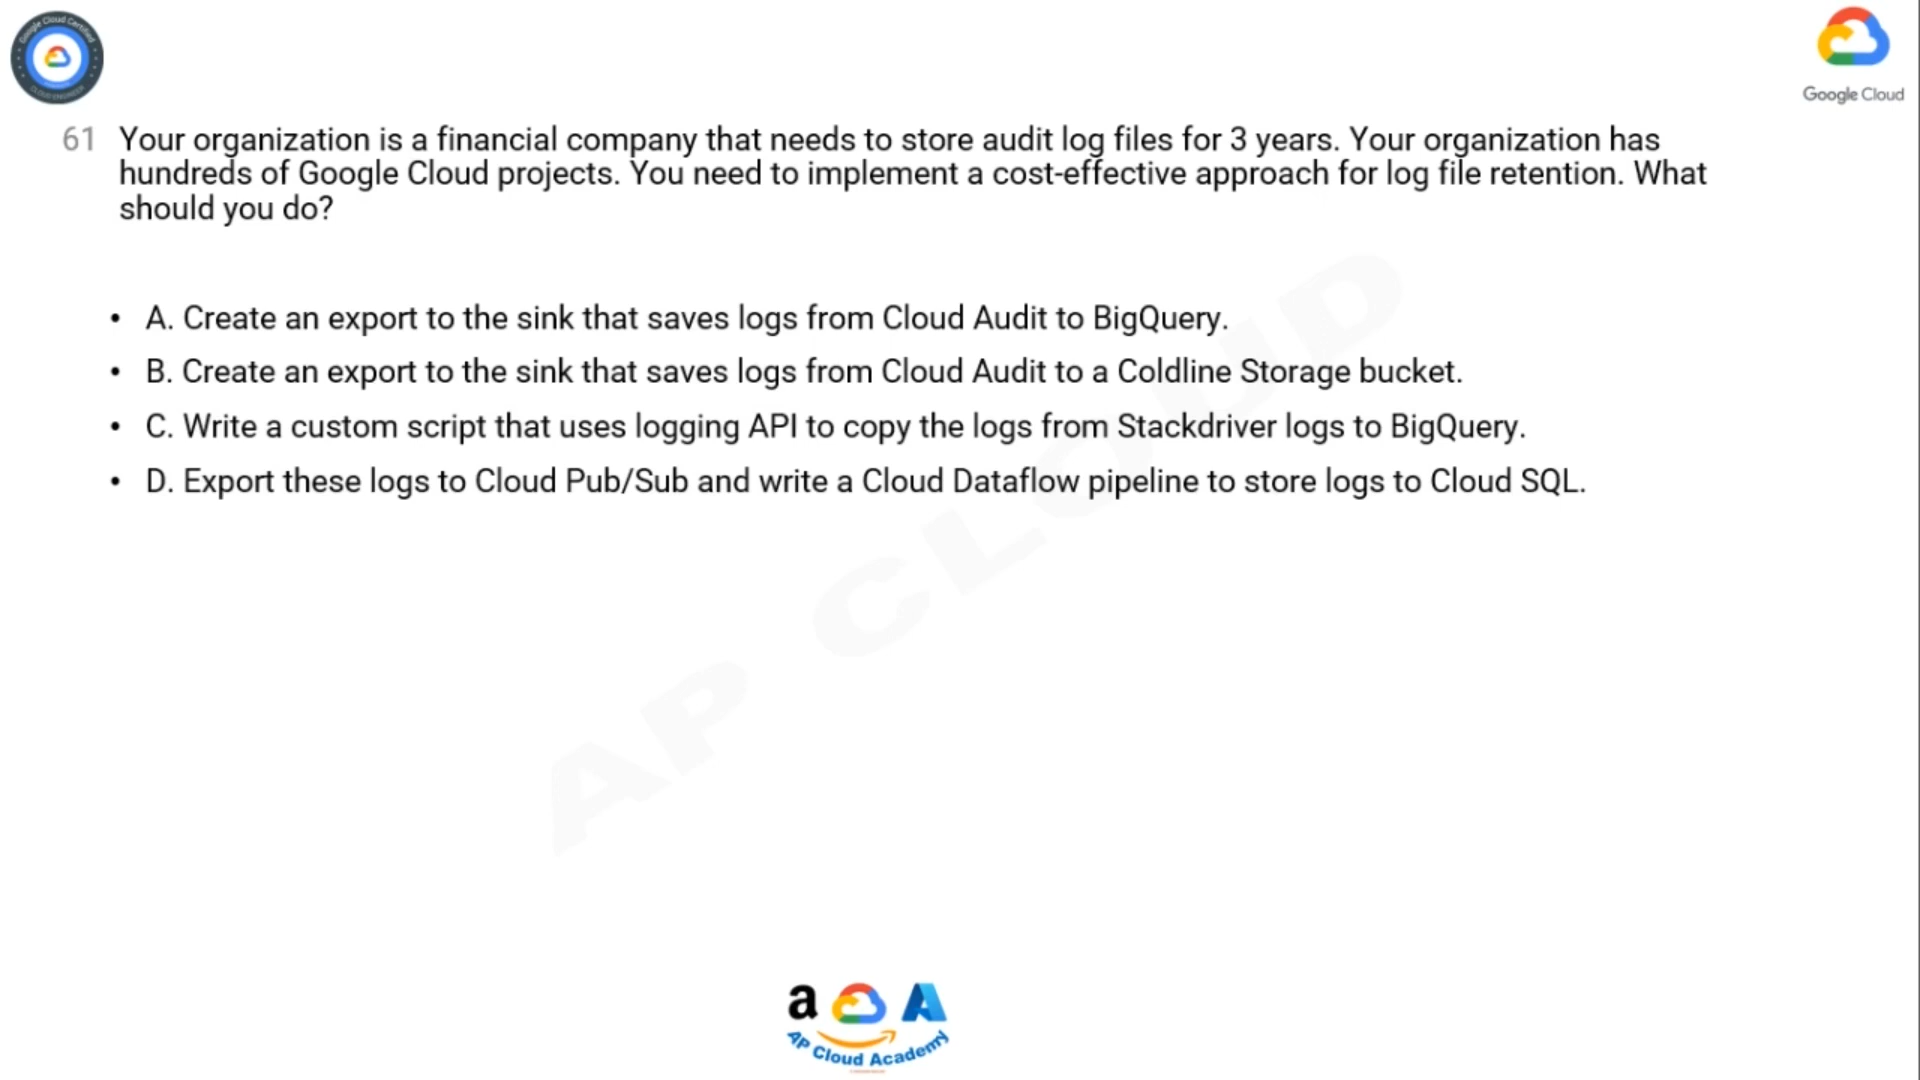 Google Cloud Certified
CLOUD ENGINEER
Google Cloud
61 Your organization is a financial company that needs to store audit log files for 3 years. Your organization has
hundreds of Google Cloud projects. You need to implement a cost-effective approach for log file retention. What
should you do?
• A. Create an export to the sink that saves logs from Cloud Audit to BigQuery.
• B. Create an export to the sink that saves logs from Cloud Audit to a Coldline Storage bucket.
• C. Write a custom script that uses logging API to copy the logs from Stackdriver logs to BigQuery.
• D. Export these logs to Cloud Pub/Sub and write a Cloud Dataflow pipeline to store logs to Cloud SQL.
AP CLOUD
a
AP Cloud Academy